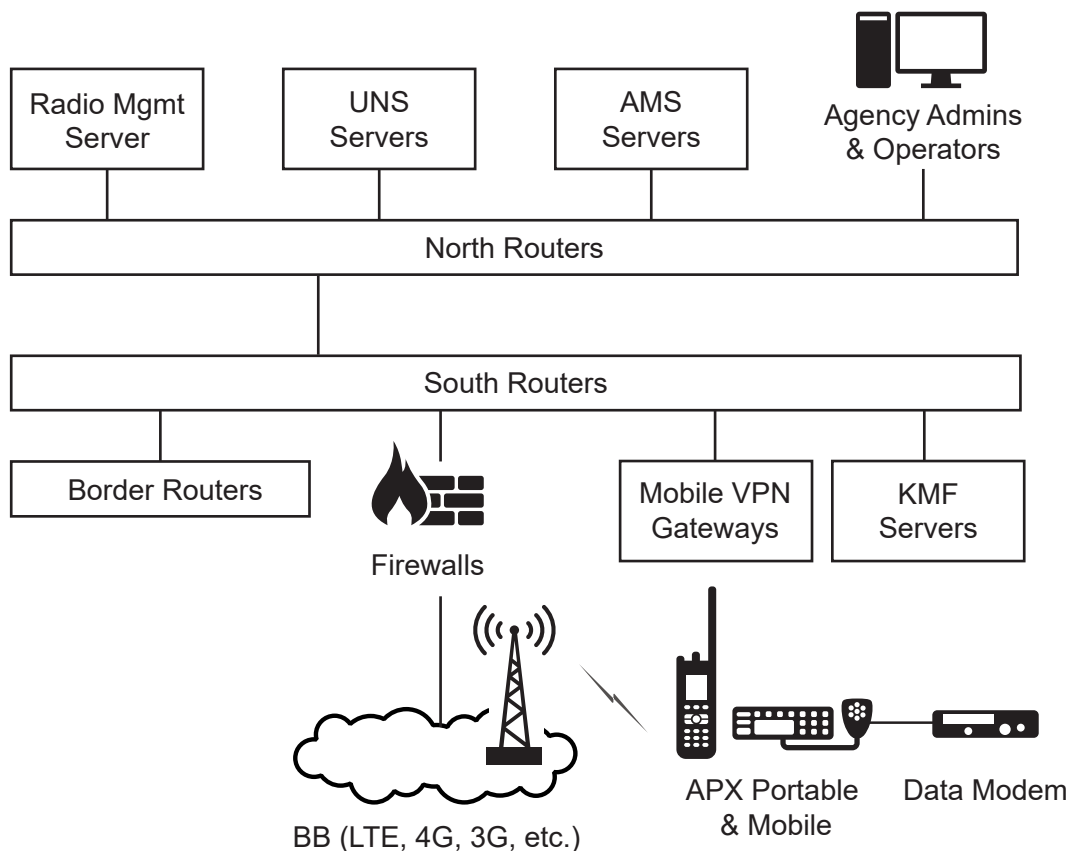 Radio Mgmt
Server
UNS
Servers
AMS
Servers
Agency Admins
& Operators
North Routers
South Routers
Border Routers
Firewalls
Mobile VPN
Gateways
KMF
Servers
APX Portable
& Mobile
Data Modem
BB (LTE, 4G, 3G, etc.)